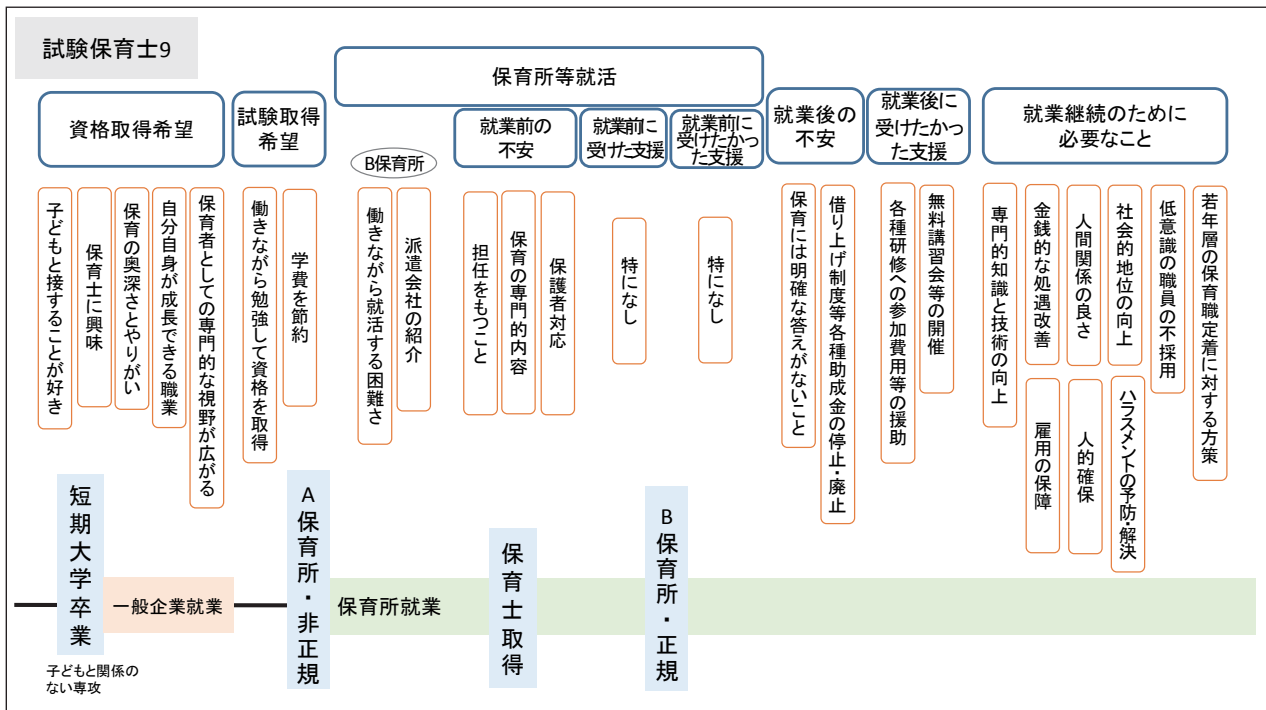 試験保育士9
保育所等就活
資格取得希望
試験取得
希望
就業前の
不安
就業前に
受けた支援
就業前に
受けたかっ
た支援
就業後の
不安
就業後に
受けたかっ
た支援
就業継続のために
必要なこと
B保育所
子どもと接することが好き
保育士に興味
保育の奥深さとやりがい
自分自身が成長できる職業
保育者としての専門的な視野が広がる
働きながら勉強して資格を取得
学費を節約
働きながら就活する困難さ
派遣会社の紹介
担任をもつこと
保育の専門的内容
保護者対応
特になし
特になし
保育には明確な答えがないこと
借り上げ制度等各種助成金の停止・廃止
各種研修への参加費用等の援助
無料講習会等の開催
専門的知識と技術の向上
金銭的な処遇改善
人間関係の良さ
社会的地位の向上
低意識の職員の不採用
若年層の保育職定着に対する方策
雇用の保障
人的確保
ハラスメントの予防・解決
短期大学卒業
一般企業就業
A保育所・非正規
保育所就業
保育士取得
B保育所・正規
子どもと関係の
ない専攻